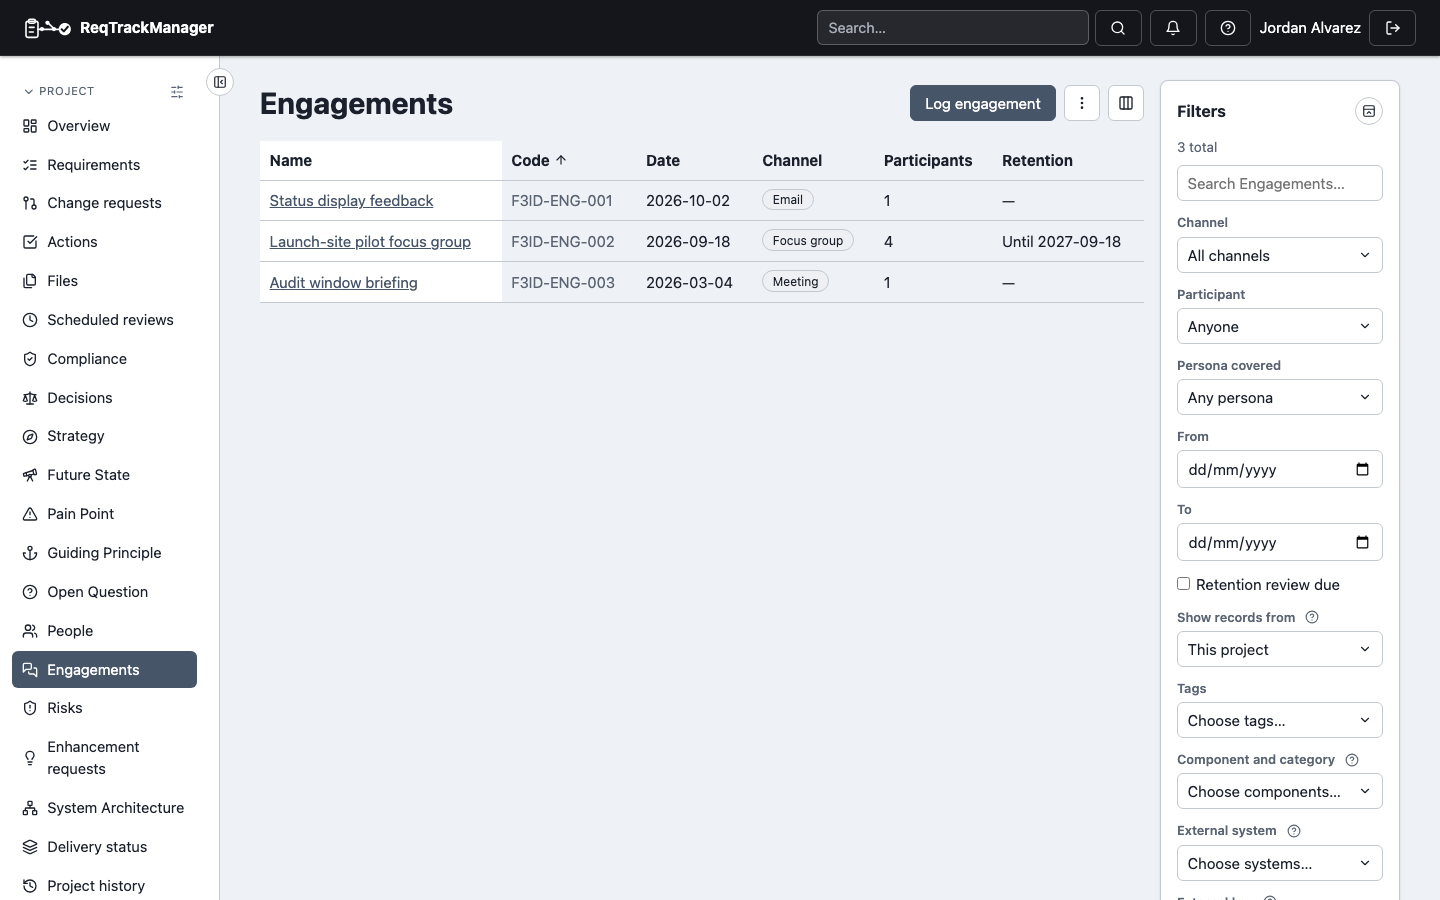 ReqTrackManager
Search...
Jordan Alvarez
PROJECT
Overview
Requirements
Change requests
Actions
Files
Scheduled reviews
Compliance
Decisions
Strategy
Future State
Pain Point
Guiding Principle
Open Question
People
Engagements
Risks
Enhancement
requests
System Architecture
Delivery status
Project history
Engagements
Log engagement
Name Code Date Channel Participants Retention
Status display feedback F3ID-ENG-001 2026-10-02 Email 1 —
Launch-site pilot focus group F3ID-ENG-002 2026-09-18 Focus group 4 Until 2027-09-18
Audit window briefing F3ID-ENG-003 2026-03-04 Meeting 1 —
Filters
3 total
Search Engagements...
Channel
All channels
Participant
Anyone
Persona covered
Any persona
From
dd/mm/yyyy
To
dd/mm/yyyy
Retention review due
Show records from
This project
Tags
Choose tags...
Component and category
Choose components...
External system
Choose systems...